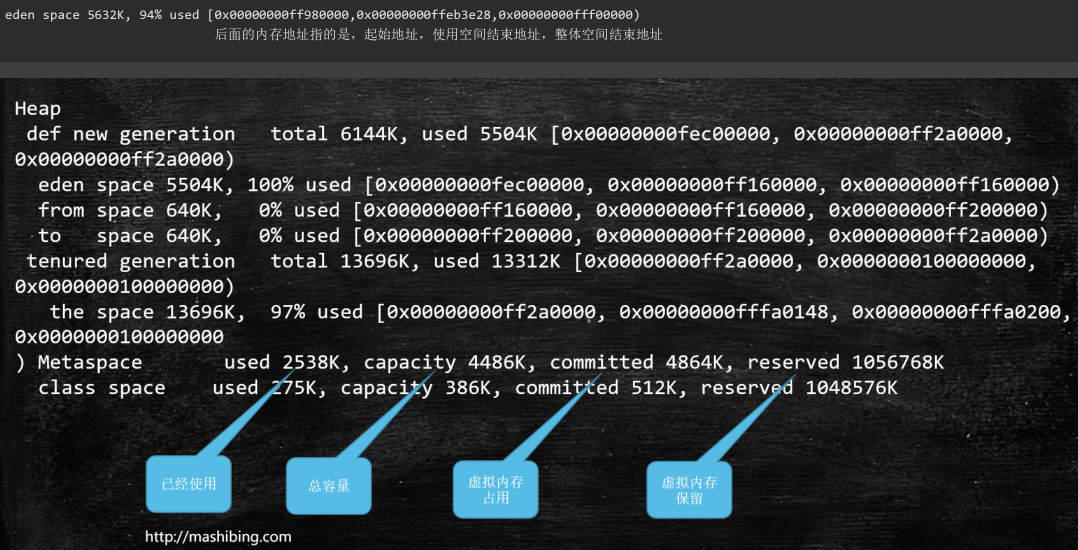 eden space 5632K, 94% used [0x00000000ff980000,0x00000000ffeb3e28,0x00000000fff00000)
后面的内存地址指的是，起始地址，使用空间结束地址，整体空间结束地址
Heap
def new generation   total 6144K, used 5504K [0x00000000fec00000, 0x00000000ff2a0000,
0x00000000ff2a0000)
eden space 5504K, 100% used [0x00000000fec00000, 0x00000000ff160000, 0x00000000ff160000)
from space 640K,   0% used [0x00000000ff160000, 0x00000000ff160000, 0x00000000ff200000)
to   space 640K,   0% used [0x00000000ff200000, 0x00000000ff200000, 0x00000000ff2a0000)
tenured generation   total 13696K, used 13312K [0x00000000ff2a0000, 0x0000000100000000,
0x0000000100000000)
the space 13696K,  97% used [0x00000000ff2a0000, 0x00000000fffa0148, 0x00000000fffa0200,
0x0000000100000000
) Metaspace       used 2538K, capacity 4486K, committed 4864K, reserved 1056768K
class space    used 275K, capacity 386K, committed 512K, reserved 1048576K
已经使用
总容量
虚拟内存
占用
虚拟内存
保留
http://mashibing.com